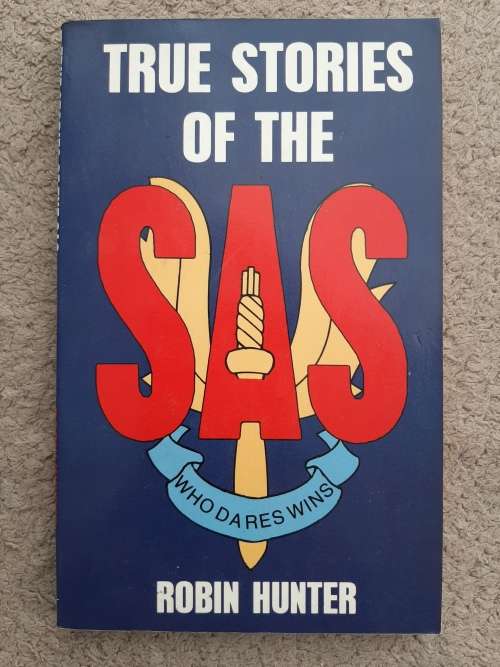 TRUE STORIES
OF THE
SAS
WHO DARES WINS
ROBIN HUNTER